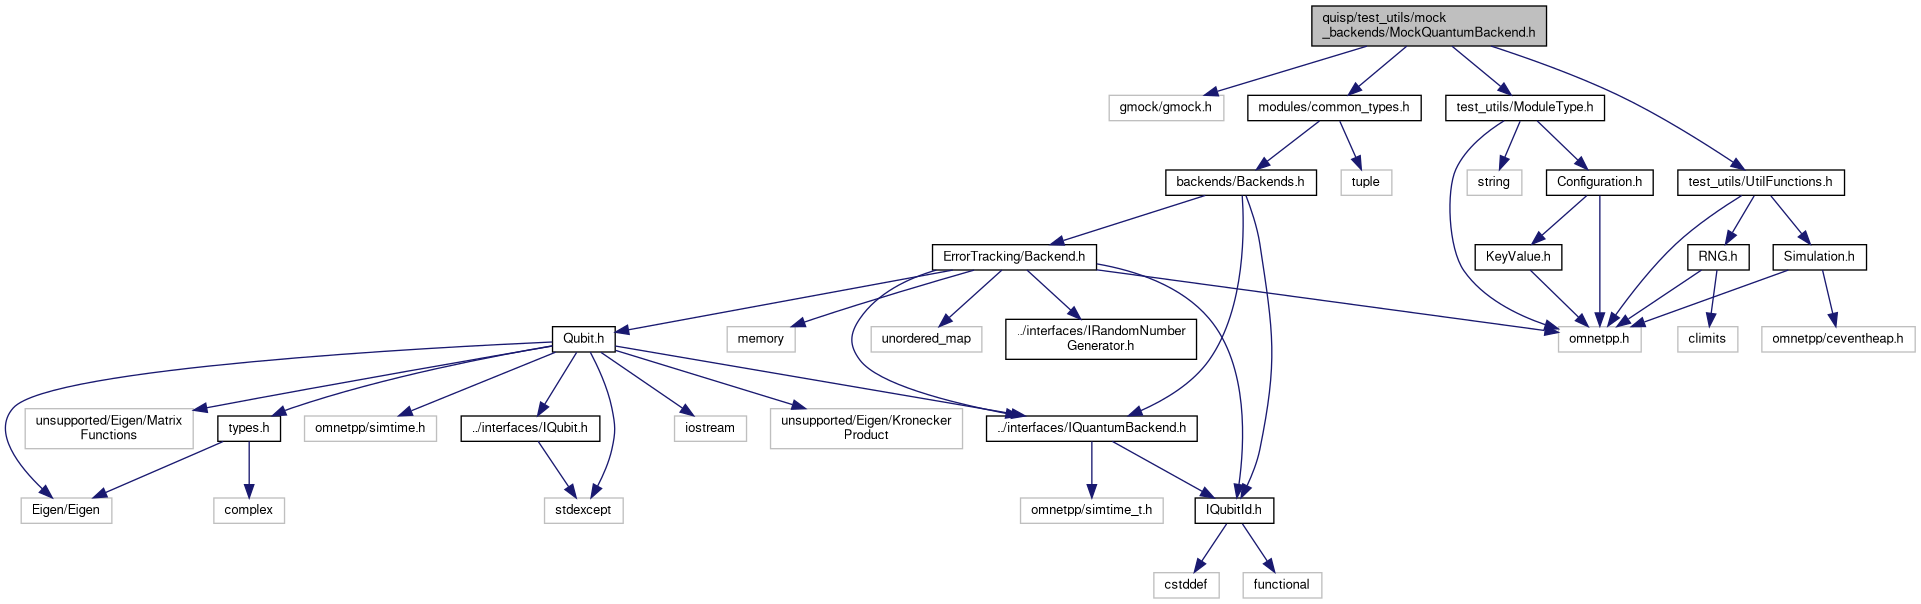 quisp/test_utils/mock
_backends/MockQuantumBackend.h
gmock/gmock.h
modules/common_types.h
test_utils/ModuleType.h
backends/Backends.h
tuple
string
Configuration.h
test_utils/UtilFunctions.h
ErrorTracking/Backend.h
KeyValue.h
RNG.h
Simulation.h
Qubit.h
memory
unordered_map
../interfaces/IRandomNumber
Generator.h
omnetpp.h
climits
omnetpp/ceventheap.h
unsupported/Eigen/Matrix
Functions
types.h
omnetpp/simtime.h
../interfaces/IQubit.h
iostream
unsupported/Eigen/Kronecker
Product
../interfaces/IQuantumBackend.h
Eigen/Eigen
complex
stdexcept
omnetpp/simtime_t.h
IQubitId.h
cstddef
functional